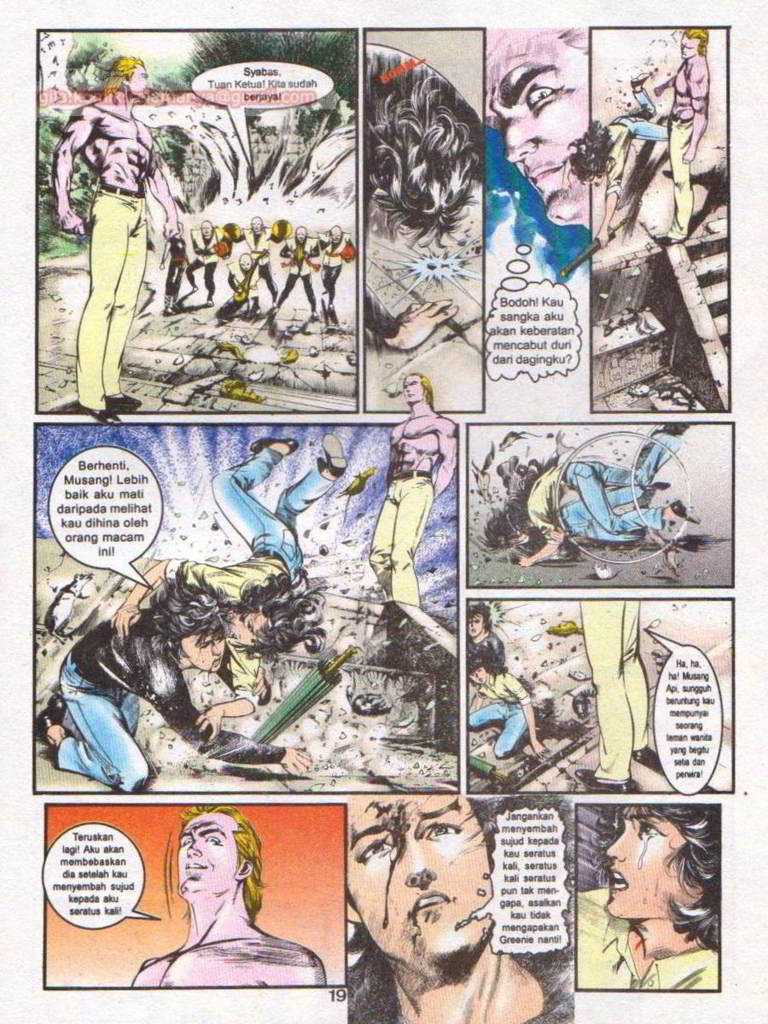 Syabas,
Tuan Ketua! Kita sudah
berjaya!
BOOM...
Bodoh! Kau
sangka aku
akan keberatan
mencabut duri
dari dagingku?
Berhenti,
Musang! Lebih
baik aku mati
daripada melihat
kau dihina oleh
orang macam
ini!
Ha, ha,
ha! Musang
Api, sungguh
beruntung kau
mempunyai
seorang
teman wanita
yang begitu
setia dan
perwira!
Teruskan
lagi! Aku akan
membebaskan
dia setelah kau
menyembah sujud
kepada aku
seratus kali!
Jangankan
menyembah
sujud kepada
kau seratus
kali, seratus
kali seratus
pun tak men-
gapa, asalkan
kau tidak
mengapakan
Greenie nanti!
19